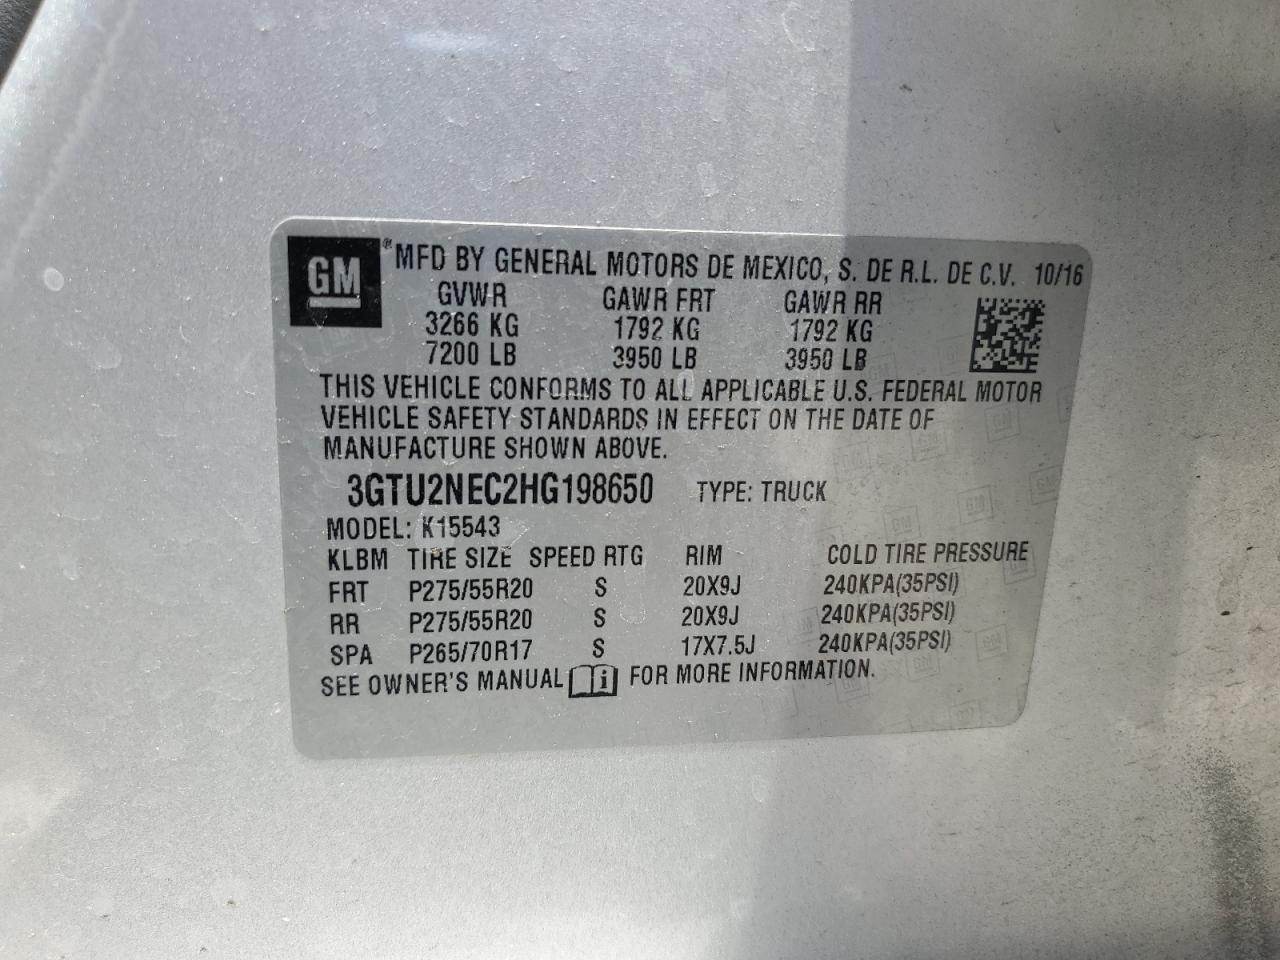 GM ® MFD BY GENERAL MOTORS DE MEXICO, S. DE R.L. DE C.V. 10/16
GVWR GAWR FRT GAWR RR
3266 KG 1792 KG 1792 KG
7200 LB 3950 LB 3950 LB
THIS VEHICLE CONFORMS TO ALL APPLICABLE U.S. FEDERAL MOTOR
VEHICLE SAFETY STANDARDS IN EFFECT ON THE DATE OF
MANUFACTURE SHOWN ABOVE.
3GTU2NEC2HG198650 TYPE: TRUCK
MODEL: K15543
KLBM TIRE SIZE SPEED RTG RIM COLD TIRE PRESSURE
FRT P275/55R20 S 20X9J 240KPA(35PSI)
RR P275/55R20 S 20X9J 240KPA(35PSI)
SPA P265/70R17 S 17X7.5J 240KPA(35PSI)
SEE OWNER'S MANUAL i FOR MORE INFORMATION.